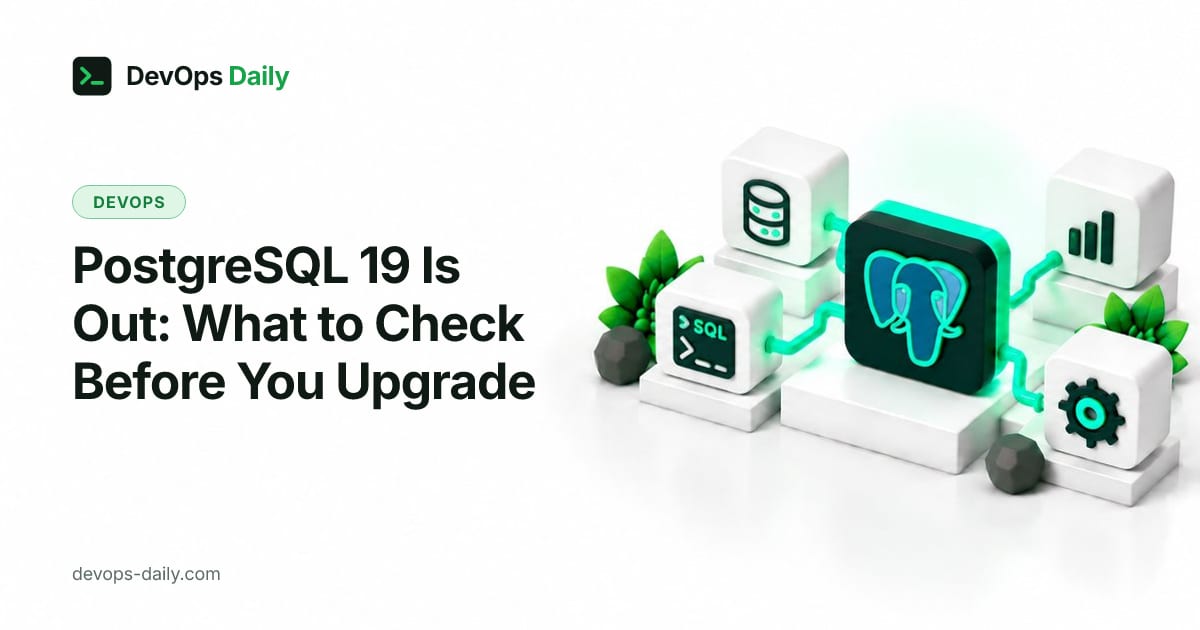 DevOps Daily
DEVOPS
PostgreSQL 19 Is
Out: What to Check
Before You Upgrade
SQL
devops-daily.com